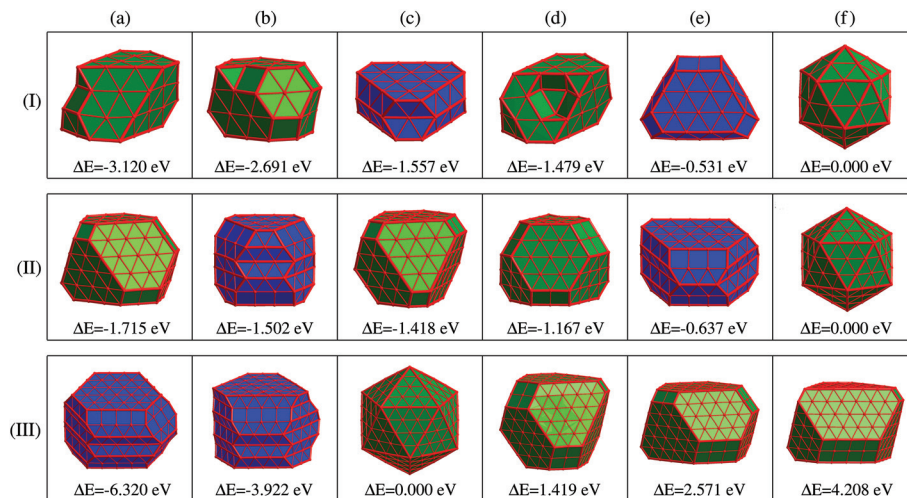 (a) (b) (c) (d) (e) (f)
(I)
ΔE=-3.120 eV ΔE=-2.691 eV ΔE=-1.557 eV ΔE=-1.479 eV ΔE=-0.531 eV ΔE=0.000 eV
(II)
ΔE=-1.715 eV ΔE=-1.502 eV ΔE=-1.418 eV ΔE=-1.167 eV ΔE=-0.637 eV ΔE=0.000 eV
(III)
ΔE=-6.320 eV ΔE=-3.922 eV ΔE=0.000 eV ΔE=1.419 eV ΔE=2.571 eV ΔE=4.208 eV